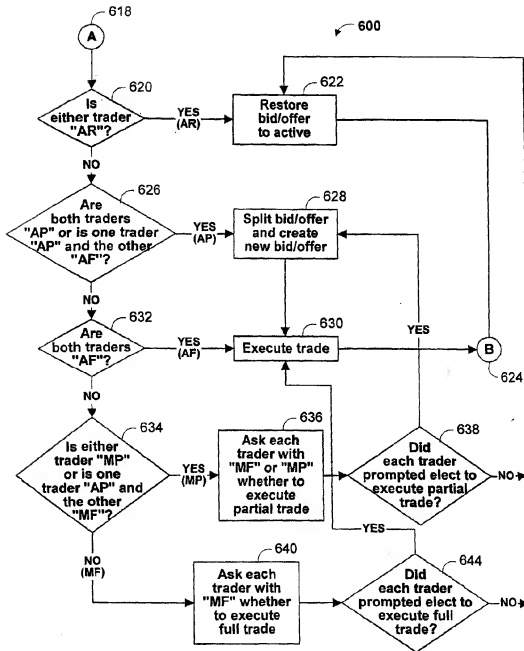 618
A
600
620
Is
either trader
"AR"?
YES
(AR)
622
Restore
bid/offer
to active
NO
626
Are
both traders
"AP" or is one trader
"AP" and the other
"AF"?
YES
(AP)
628
Split bid/offer
and create
new bid/offer
NO
632
Are
both traders
"AF"?
YES
(AF)
630
Execute trade
YES
B
624
NO
634
Is either
trader "MP"
or is one
trader "AP" and
the other
"MF"?
YES
(MP)
636
Ask each
trader with
"MF" or "MP"
whether to
execute
partial trade
638
Did
each trader
prompted elect to
execute partial
trade?
NO
YES
NO
(MF)
640
Ask each
trader with
"MF" whether
to execute
full trade
644
Did
each trader
prompted elect to
execute full
trade?
NO